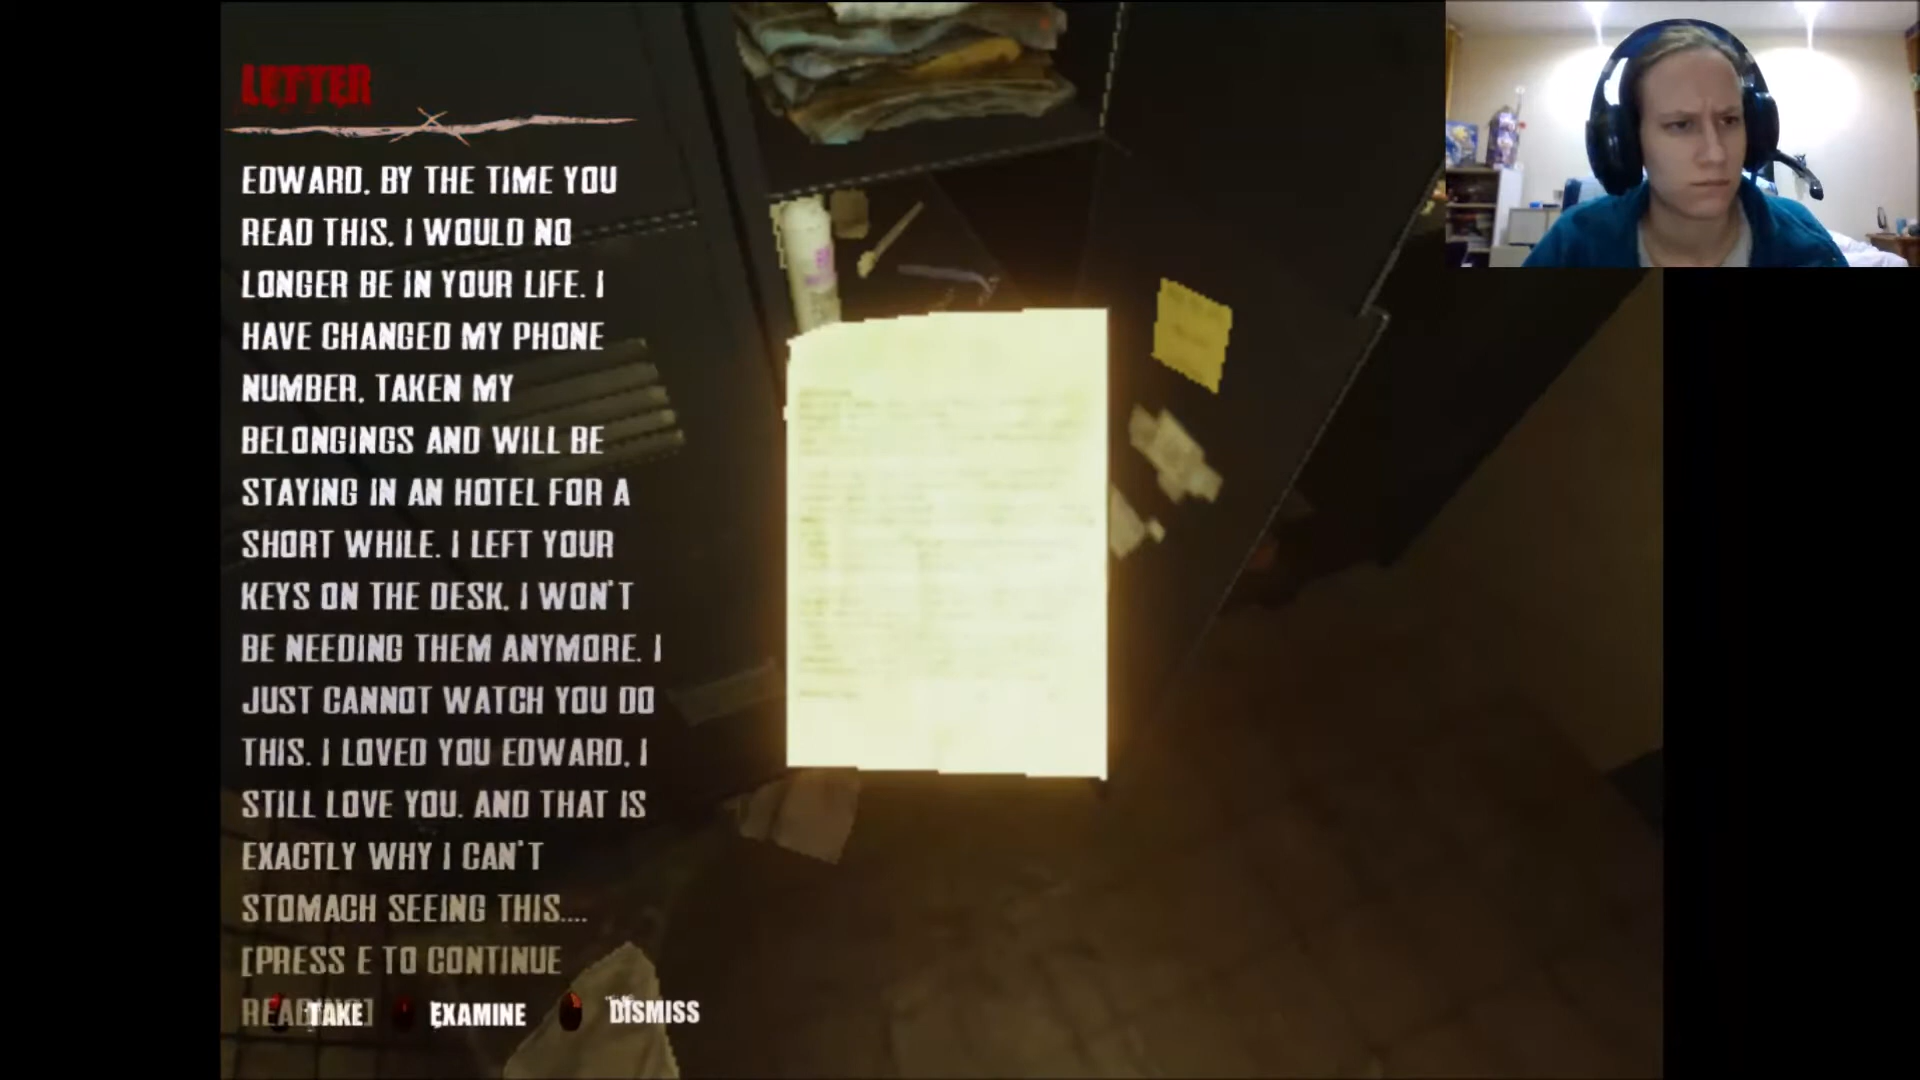 LETTER
EDWARD, BY THE TIME YOU
READ THIS, I WOULD NO
LONGER BE IN YOUR LIFE. I
HAVE CHANGED MY PHONE
NUMBER, TAKEN MY
BELONGINGS AND WILL BE
STAYING IN AN HOTEL FOR A
SHORT WHILE. I LEFT YOUR
KEYS ON THE DESK, I WON'T
BE NEEDING THEM ANYMORE. I
JUST CANNOT WATCH YOU DO
THIS. I LOVED YOU EDWARD, I
STILL LOVE YOU. AND THAT IS
EXACTLY WHY I CAN'T
STOMACH SEEING THIS....
[PRESS E TO CONTINUE
READING]
TAKE EXAMINE DISMISS